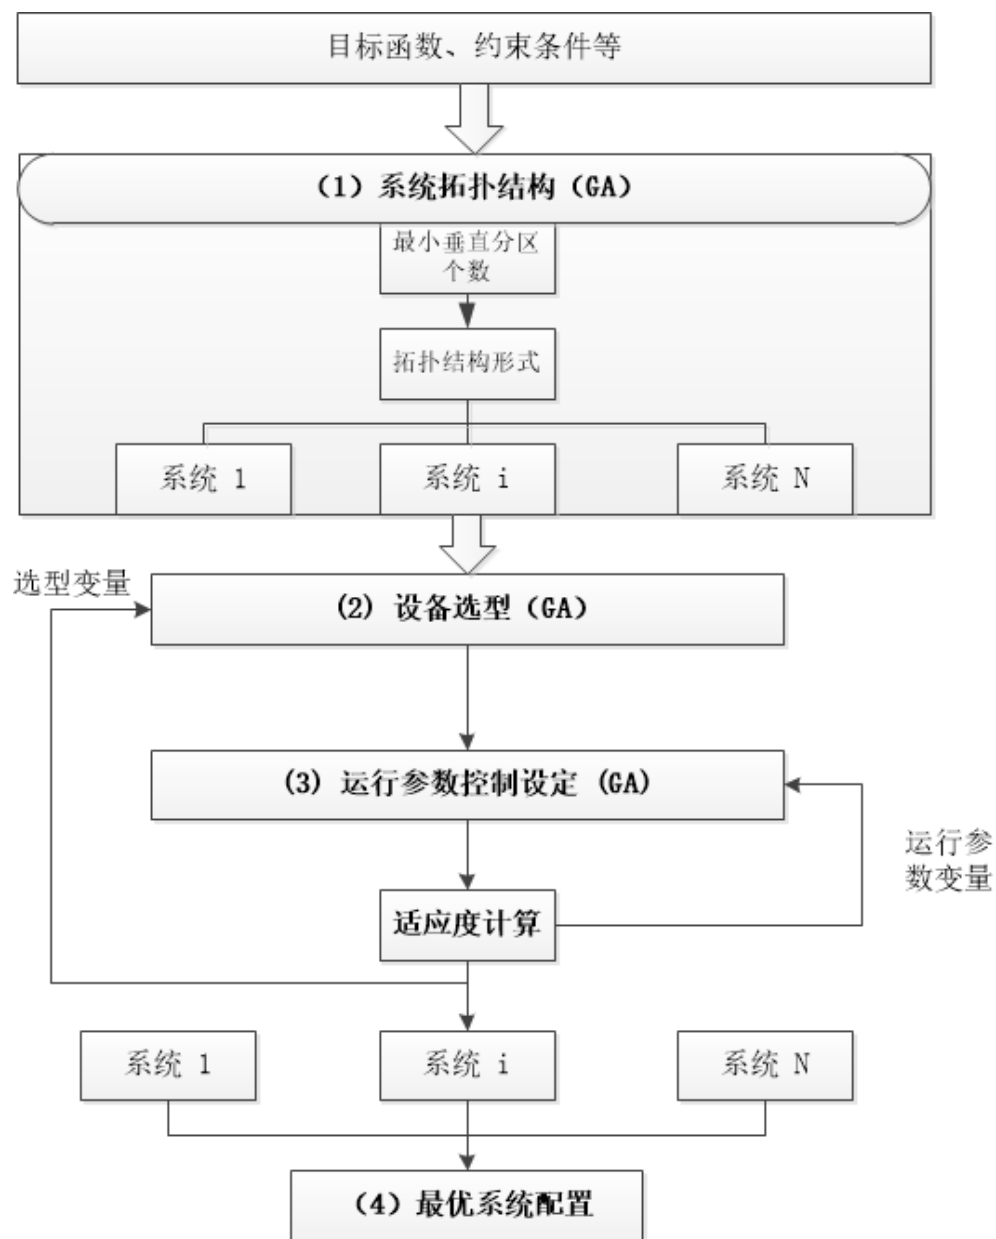 目标函数、约束条件等
（1）系统拓扑结构（GA）
最小垂直分区
个数
拓扑结构形式
系统 1
系统 i
系统 N
选型变量
(2) 设备选型（GA）
(3) 运行参数控制设定 (GA)
运行参
数变量
适应度计算
系统 1
系统 i
系统 N
（4）最优系统配置